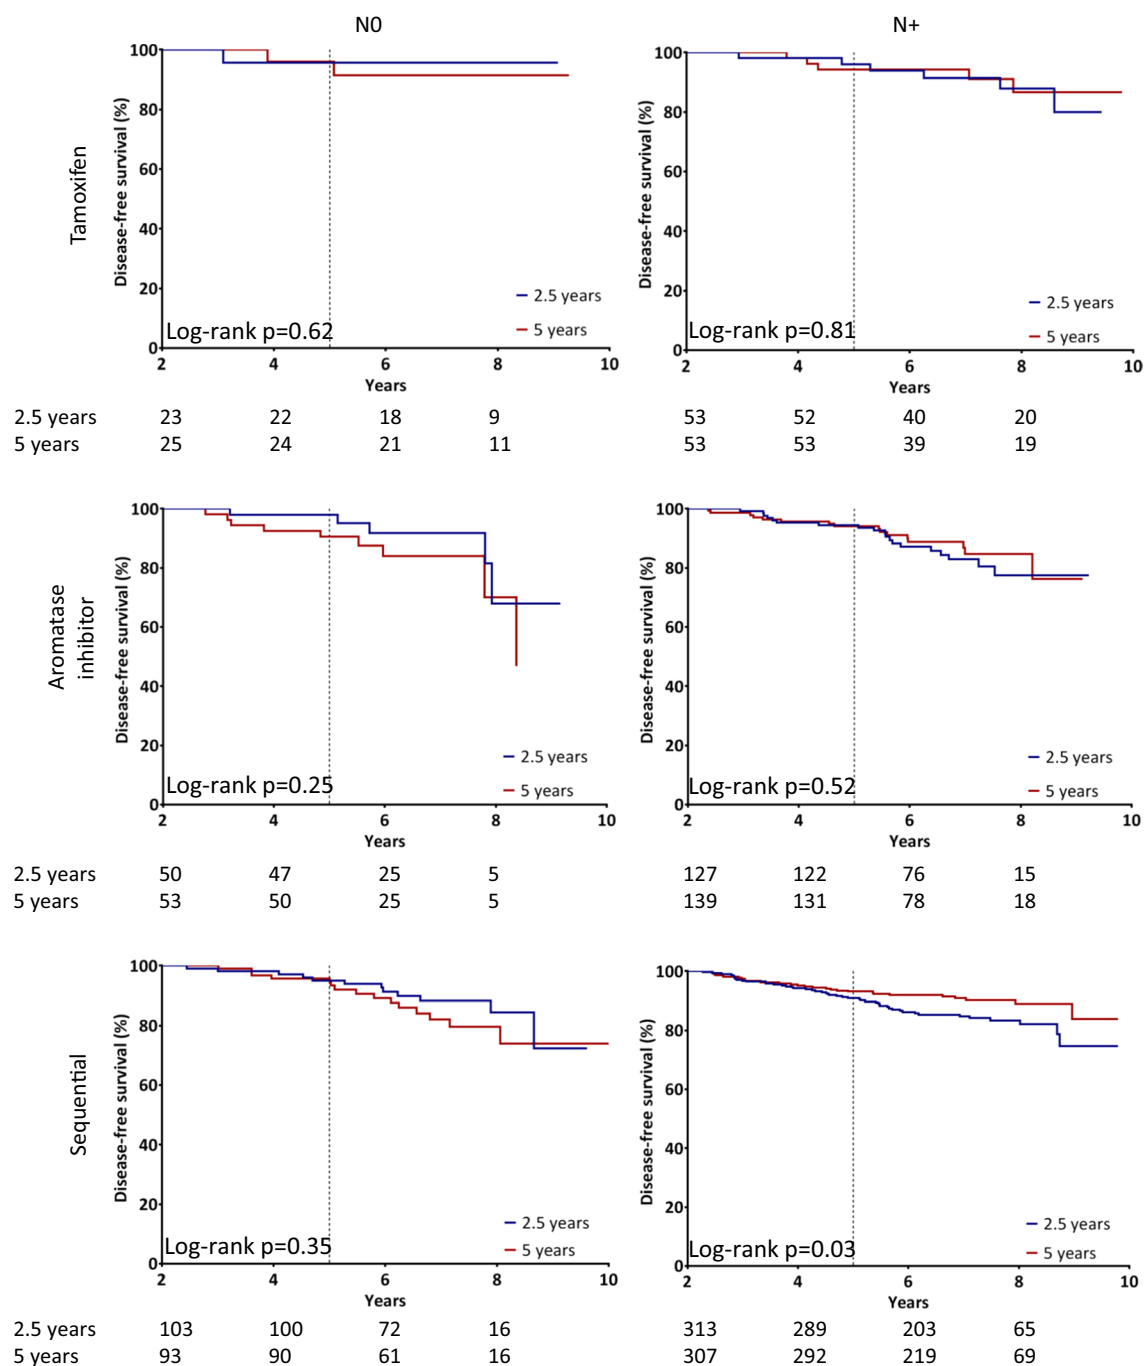 N0
N+
Tamoxifen
Disease-free survival (%)
100
80
60
40
20
0
2.5 years
5 years
Log-rank p=0.62
2 4 6 8 10
Years
2.5 years 23 22 18 9
5 years 25 24 21 11
Disease-free survival (%)
100
80
60
40
20
0
2.5 years
5 years
Log-rank p=0.81
2 4 6 8 10
Years
53 52 40 20
53 53 39 19
Aromatase
inhibitor
Disease-free survival (%)
100
80
60
40
20
0
2.5 years
5 years
Log-rank p=0.25
2 4 6 8 10
Years
2.5 years 50 47 25 5
5 years 53 50 25 5
Disease-free survival (%)
100
80
60
40
20
0
2.5 years
5 years
Log-rank p=0.52
2 4 6 8 10
Years
127 122 76 15
139 131 78 18
Sequential
Disease-free survival (%)
100
80
60
40
20
0
2.5 years
5 years
Log-rank p=0.35
2 4 6 8 10
Years
2.5 years 103 100 72 16
5 years 93 90 61 16
Disease-free survival (%)
100
80
60
40
20
0
2.5 years
5 years
Log-rank p=0.03
2 4 6 8 10
Years
313 289 203 65
307 292 219 69